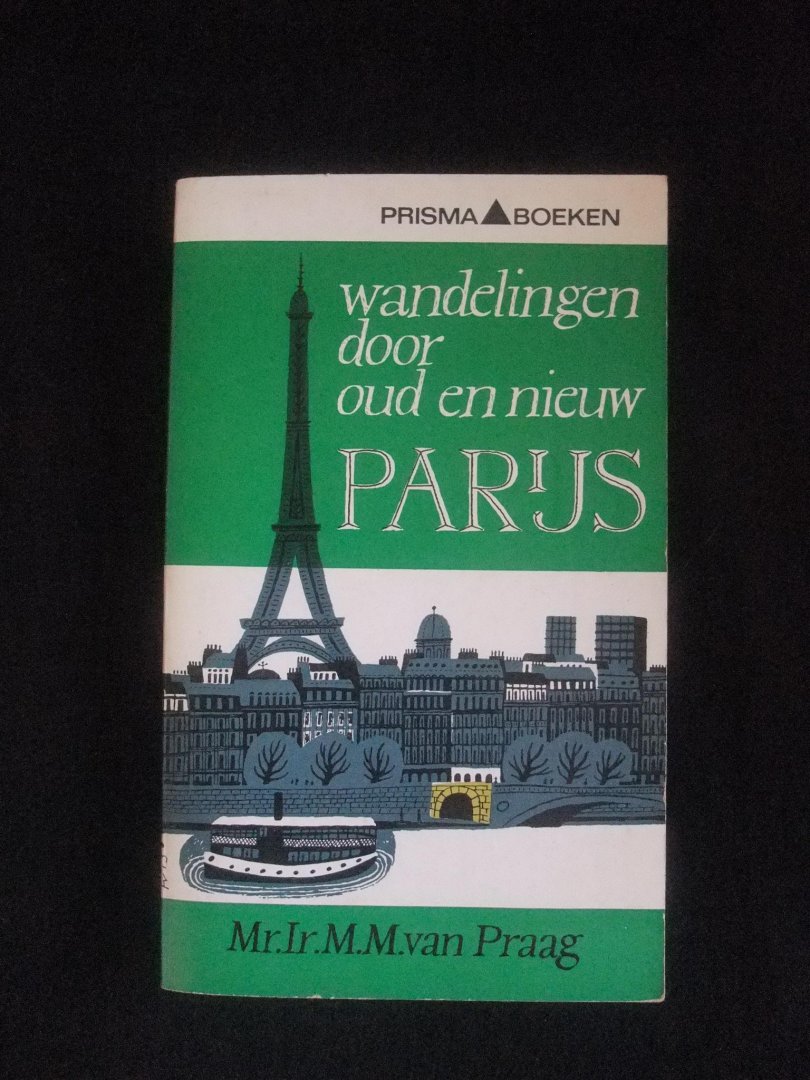 PRISMA BOEKEN
wandelingen
door
oud en nieuw
PARIJS
Mr.Ir.M.M.van Praag